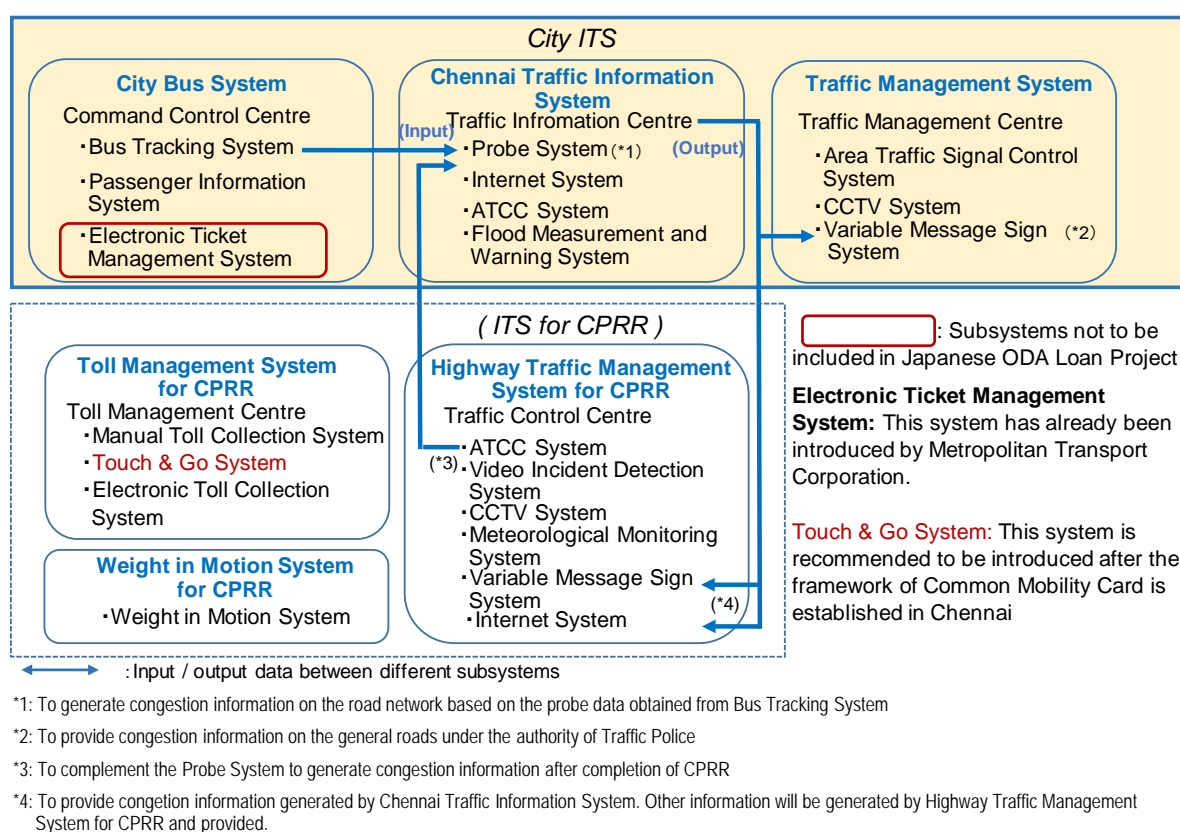 City ITS
City Bus System
Command Control Centre
・Bus Tracking System
・Passenger Information
System
・Electronic Ticket
Management System
Chennai Traffic Information
System
Traffic Infromation Centre
(Input)
・Probe System（*1）
(Output)
・Internet System
・ATCC System
・Flood Measurement and
Warning System
Traffic Management System
Traffic Management Centre
・Area Traffic Signal Control
System
・CCTV System
・Variable Message Sign （*2）
System
( ITS for CPRR )
Toll Management System
for CPRR
Toll Management Centre
・Manual Toll Collection System
・Touch & Go System
・Electronic Toll Collection
System
Weight in Motion System
for CPRR
・Weight in Motion System
Highway Traffic Management
System for CPRR
Traffic Control Centre
・ATCC System
(*3)
・Video Incident Detection
System
・CCTV System
・Meteorological Monitoring
System
・Variable Message Sign
System
(*4)
・Internet System
: Subsystems not to be
included in Japanese ODA Loan Project
Electronic Ticket Management
System: This system has already been
introduced by Metropolitan Transport
Corporation.
Touch & Go System: This system is
recommended to be introduced after the
framework of Common Mobility Card is
established in Chennai
: Input / output data between different subsystems
*1: To generate congestion information on the road network based on the probe data obtained from Bus Tracking System
*2: To provide congestion information on the general roads under the authority of Traffic Police
*3: To complement the Probe System to generate congestion information after completion of CPRR
*4: To provide congetion information generated by Chennai Traffic Information System. Other information will be generated by Highway Traffic Management
System for CPRR and provided.